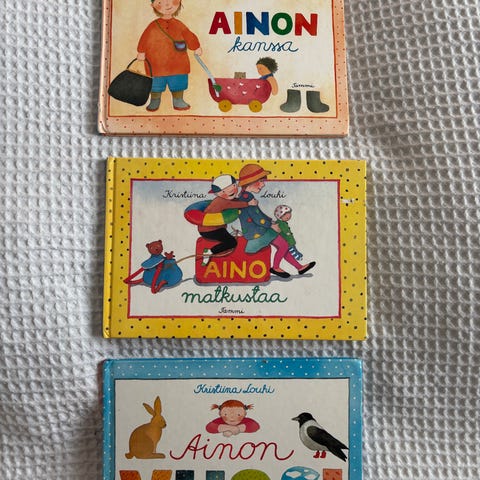 AINON
kanssa
Tammi
Kristiina Louhi
AINO
matkustaa
Tammi
Kristiina Louhi
Ainon